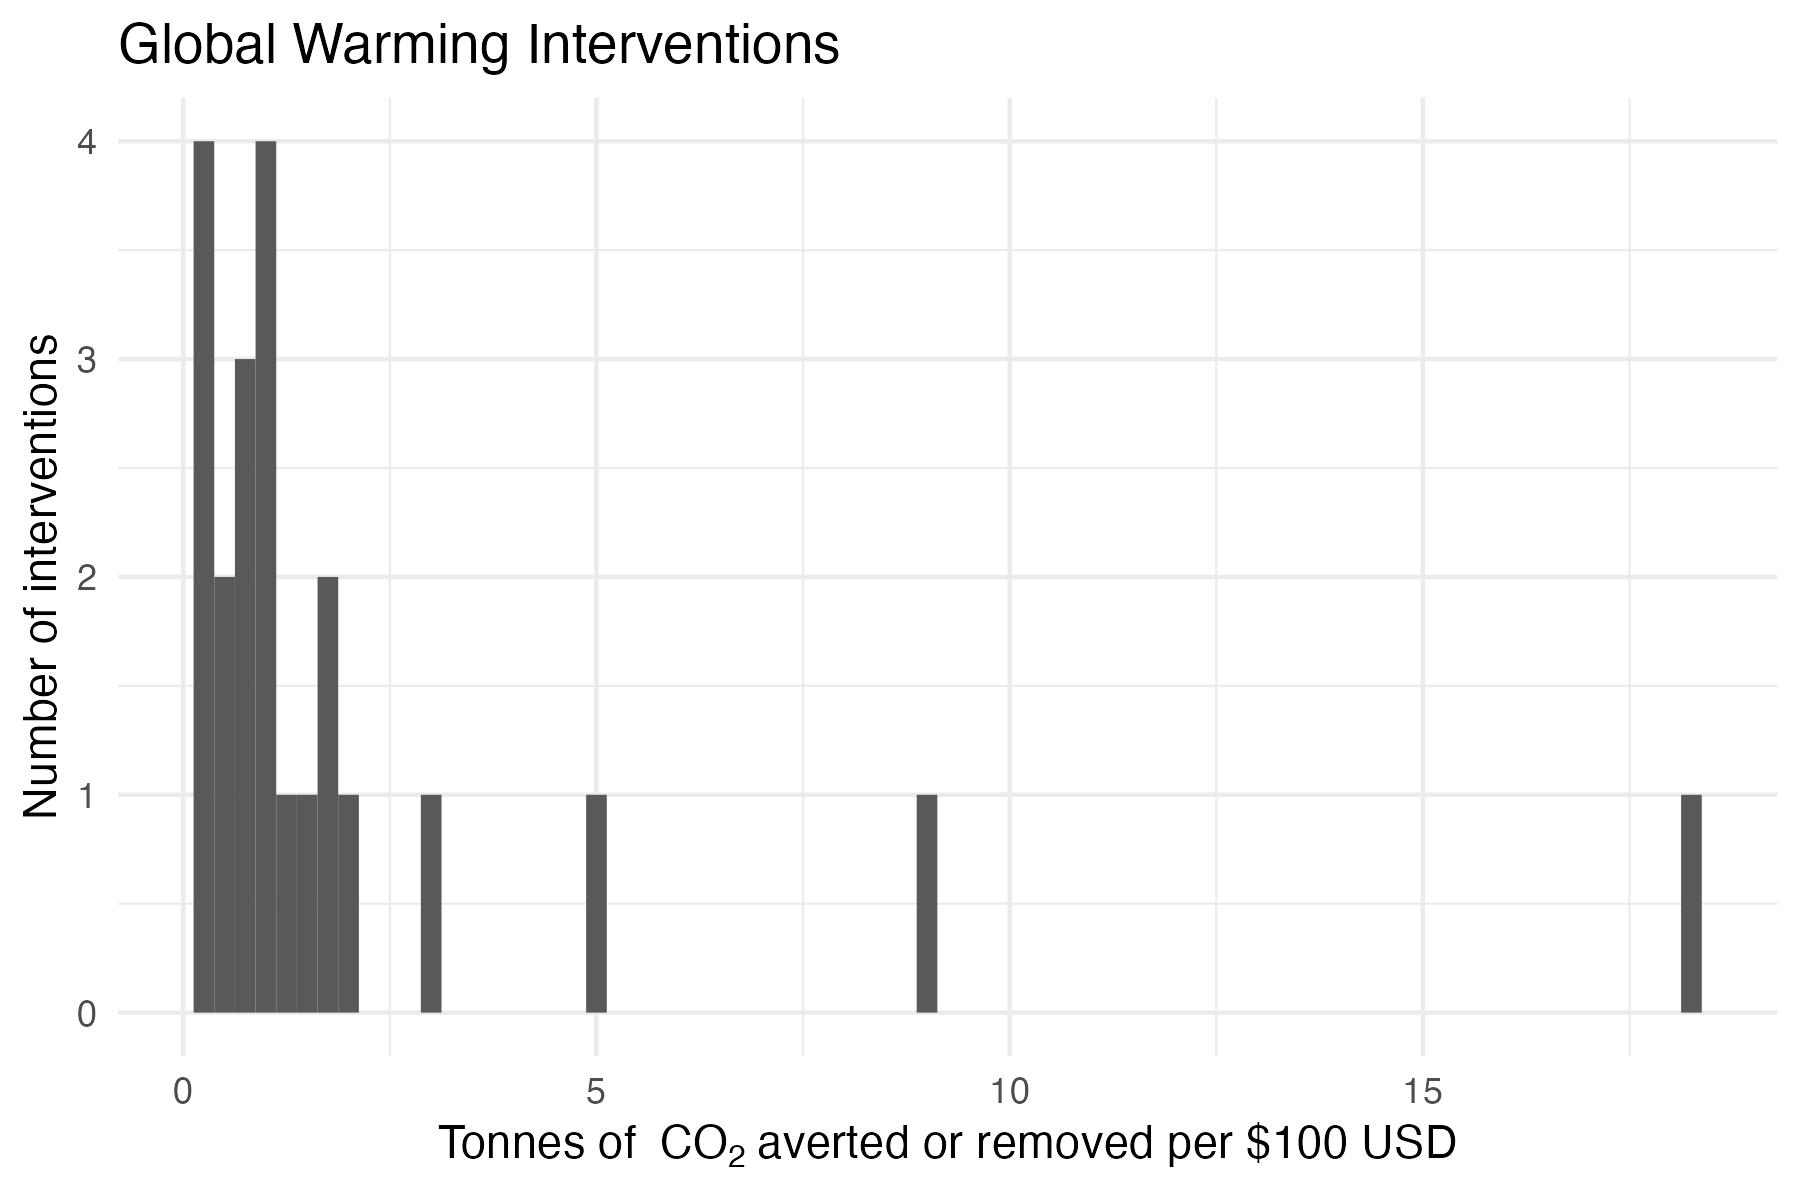 Global Warming Interventions
Number of interventions
4
3
2
1
0
0 5 10 15
Tonnes of CO₂ averted or removed per $100 USD